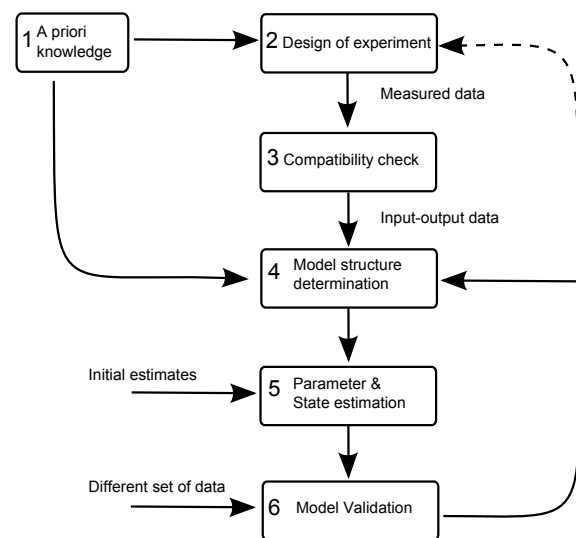 1 A priori
knowledge
2 Design of experiment
Measured data
3 Compatibility check
Input-output data
4 Model structure
determination
Initial estimates
5 Parameter &
State estimation
Different set of data
6 Model Validation